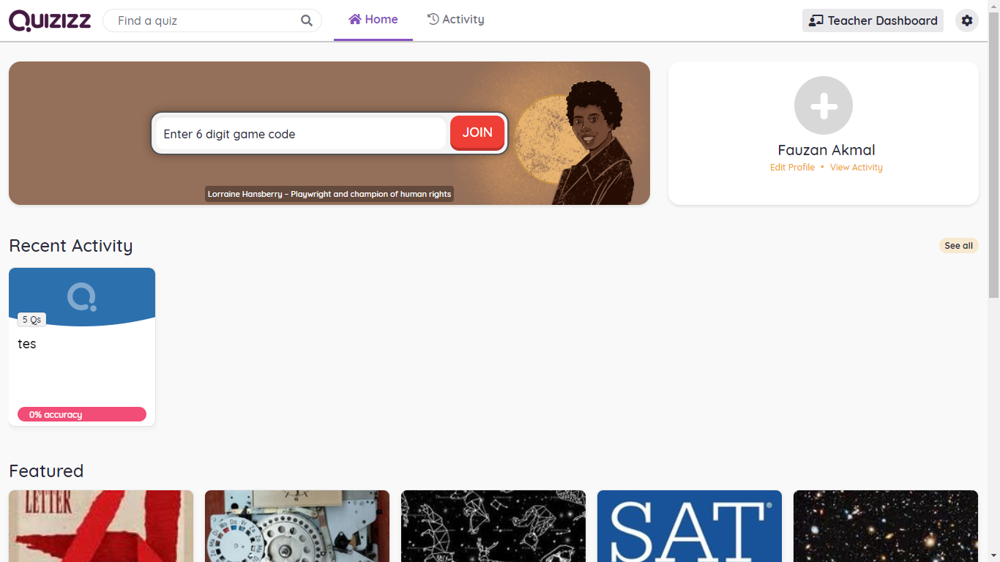 Quizizz
Find a quiz
Home
Activity
Teacher Dashboard
Enter 6 digit game code
JOIN
Lorraine Hansberry – Playwright and champion of human rights
Fauzan Akmal
Edit Profile • View Activity
Recent Activity
See all
5 Qs
tes
0% accuracy
Featured
LETTER
SAT®